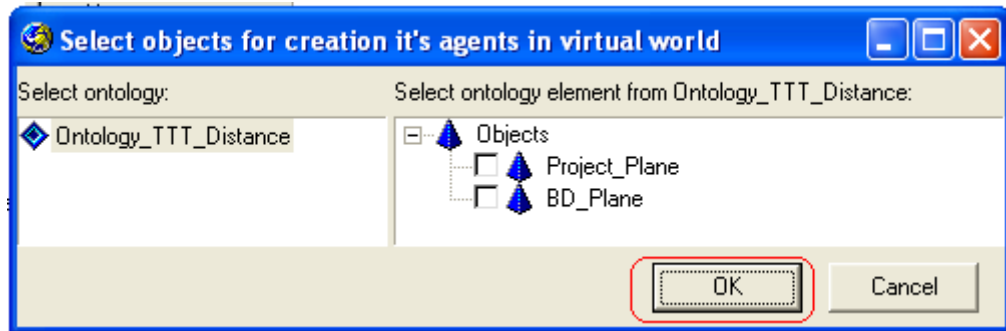 Select objects for creation it's agents in virtual world
Select ontology:
Select ontology element from Ontology_TTT_Distance:
Ontology_TTT_Distance
Objects
Project_Plane
BD_Plane
OK
Cancel